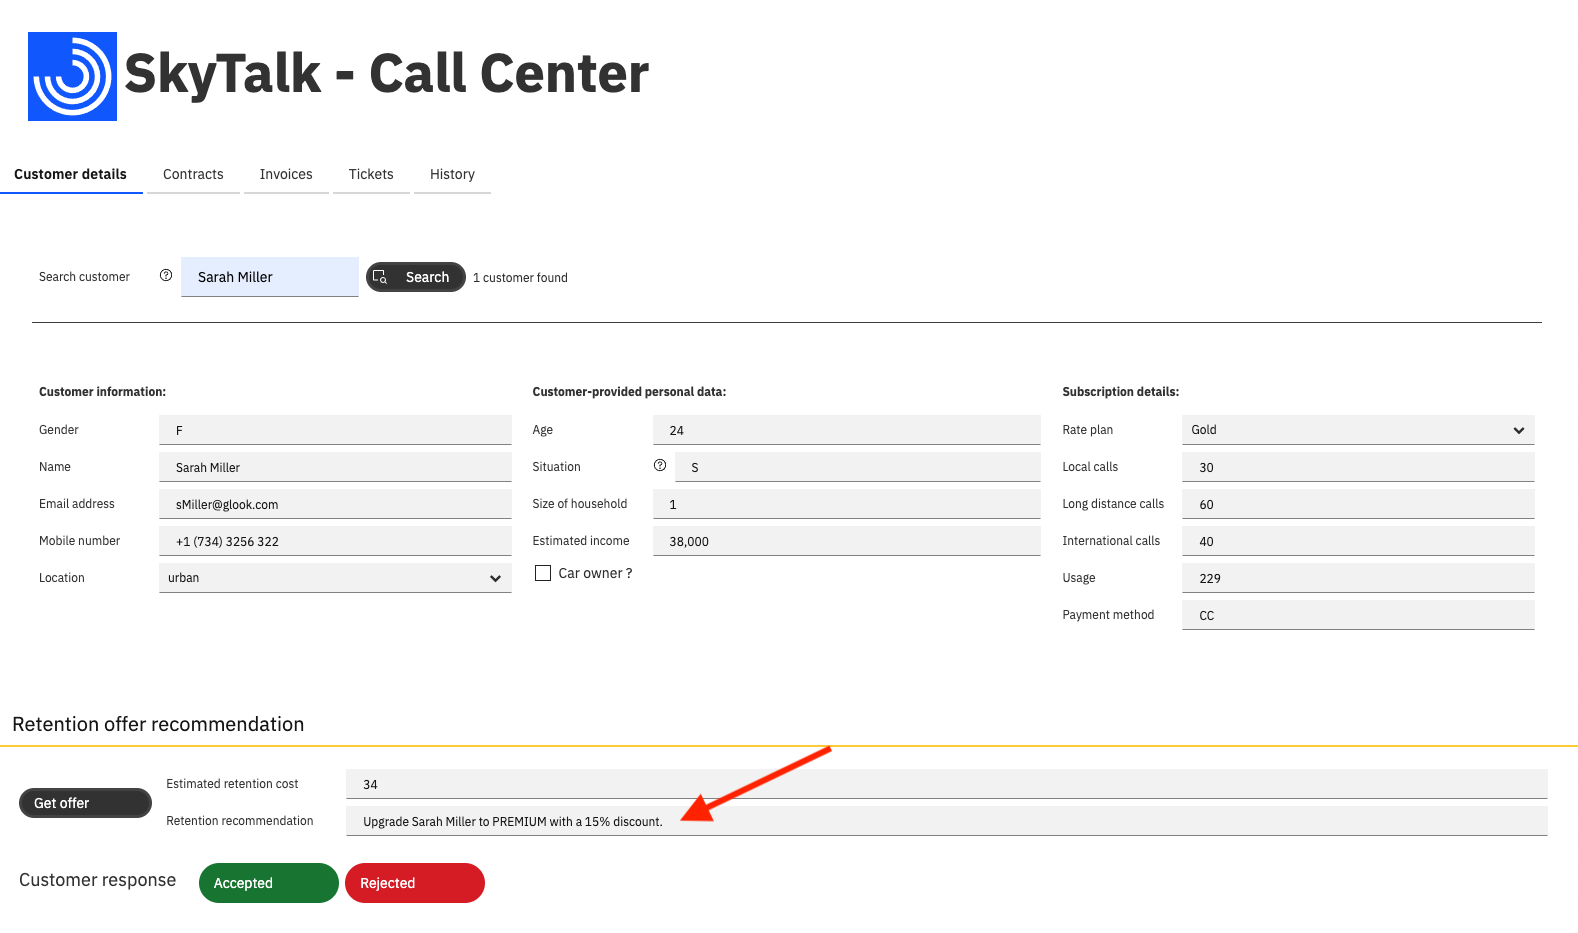 SkyTalk - Call Center
Customer details Contracts Invoices Tickets History
Search customer Sarah Miller Search 1 customer found
Customer information:
Gender F
Name Sarah Miller
Email address sMiller@glook.com
Mobile number +1 (734) 3256 322
Location urban
Customer-provided personal data:
Age 24
Situation S
Size of household 1
Estimated income 38,000
Car owner ?
Subscription details:
Rate plan Gold
Local calls 30
Long distance calls 60
International calls 40
Usage 229
Payment method CC
Retention offer recommendation
Get offer
Estimated retention cost 34
Retention recommendation Upgrade Sarah Miller to PREMIUM with a 15% discount.
Customer response Accepted Rejected